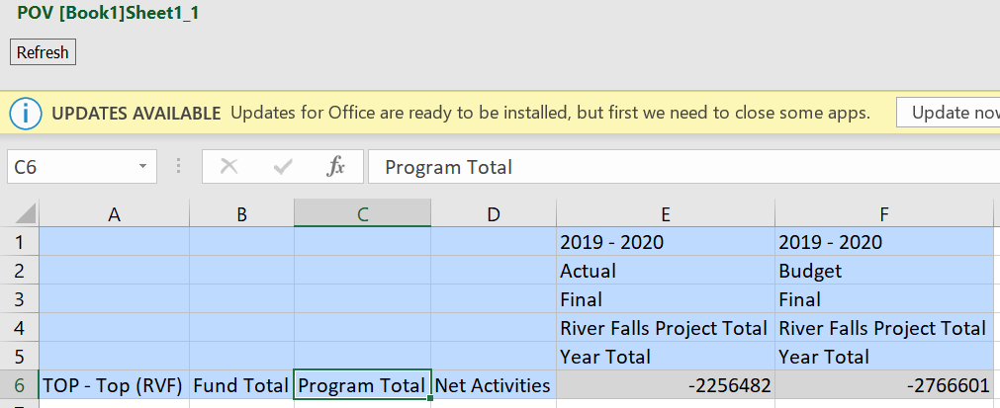 POV [Book1]Sheet1_1
Refresh
UPDATES AVAILABLE Updates for Office are ready to be installed, but first we need to close some apps. Update now
C6 fx Program Total
A B C D E F
1 2019 - 2020 2019 - 2020
2 Actual Budget
3 Final Final
4 River Falls Project Total River Falls Project Total
5 Year Total Year Total
6 TOP - Top (RVF) Fund Total Program Total Net Activities -2256482 -2766601